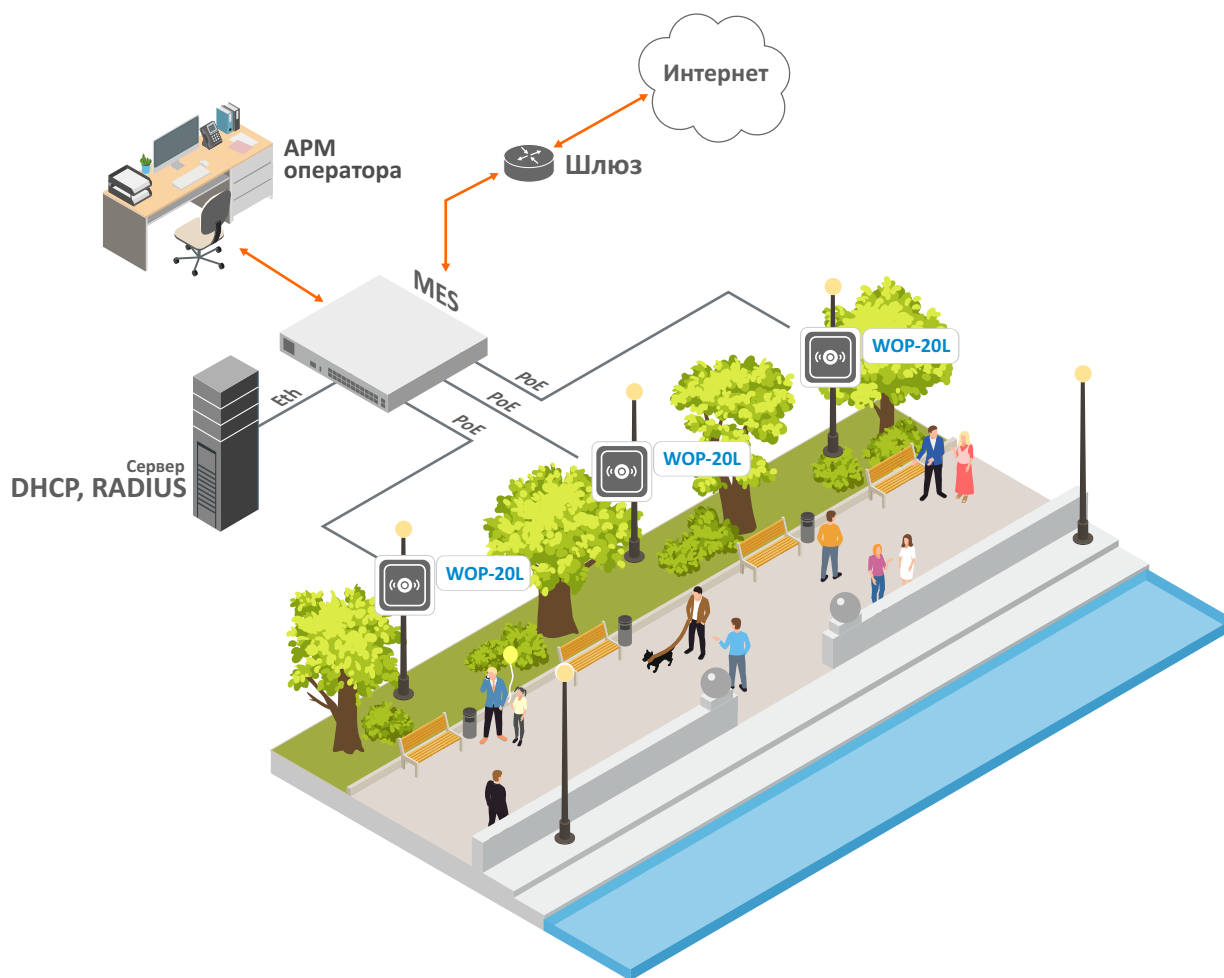 Интернет
АРМ
оператора
Шлюз
MES
WOP-20L
PoE
PoE
PoE
Eth
WOP-20L
Сервер
DHCP, RADIUS
WOP-20L